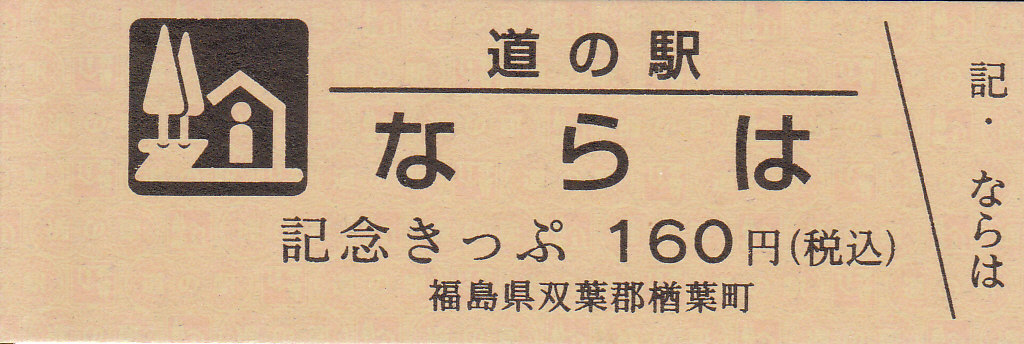 道の駅
ならは
記念きっぷ 160円(税込)
福島県双葉郡楢葉町
記・ならは